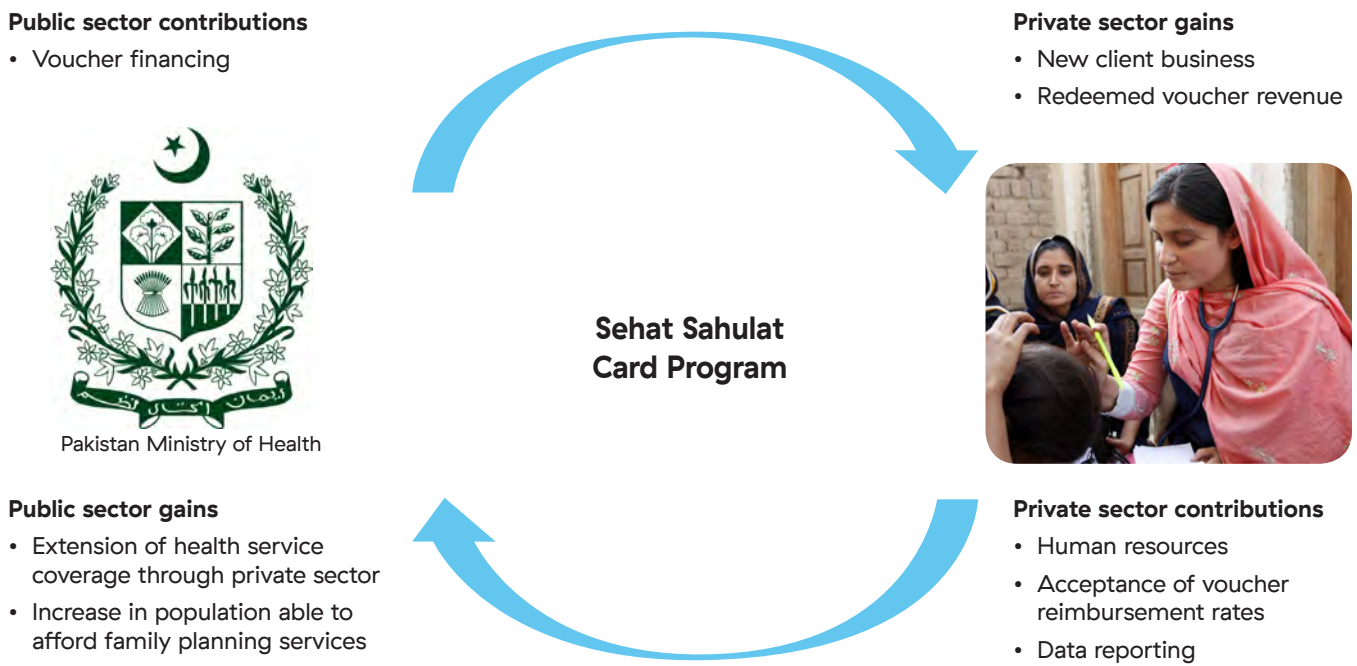 Public sector contributions
• Voucher financing
Pakistan Ministry of Health
Public sector gains
• Extension of health service
coverage through private sector
• Increase in population able to
afford family planning services
Sehat Sahulat
Card Program
Private sector gains
• New client business
• Redeemed voucher revenue
Private sector contributions
• Human resources
• Acceptance of voucher
reimbursement rates
• Data reporting